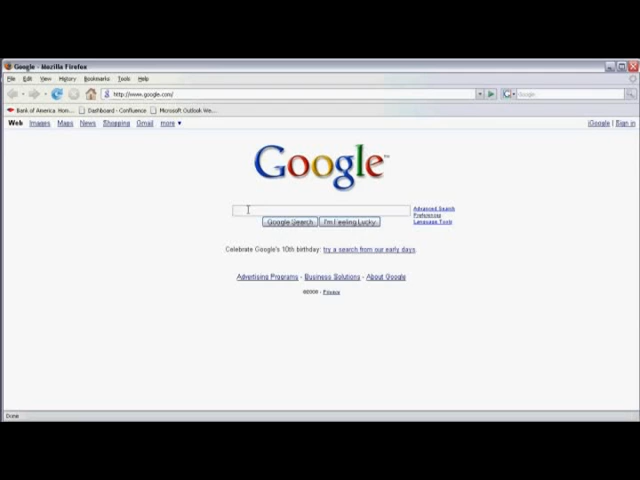 Google - Mozilla Firefox
File Edit View History Bookmarks Tools Help
http://www.google.com/ Google
Bank of America Hom... Dashboard - Confluence Microsoft Outlook We...
Web Images Maps News Shopping Gmail more ▼ iGoogle | Sign in
Google™
Advanced Search
Preferences
Language Tools
Google Search I'm Feeling Lucky
Celebrate Google's 10th birthday: try a search from our early days.
Advertising Programs - Business Solutions - About Google
©2008 - Privacy
Done